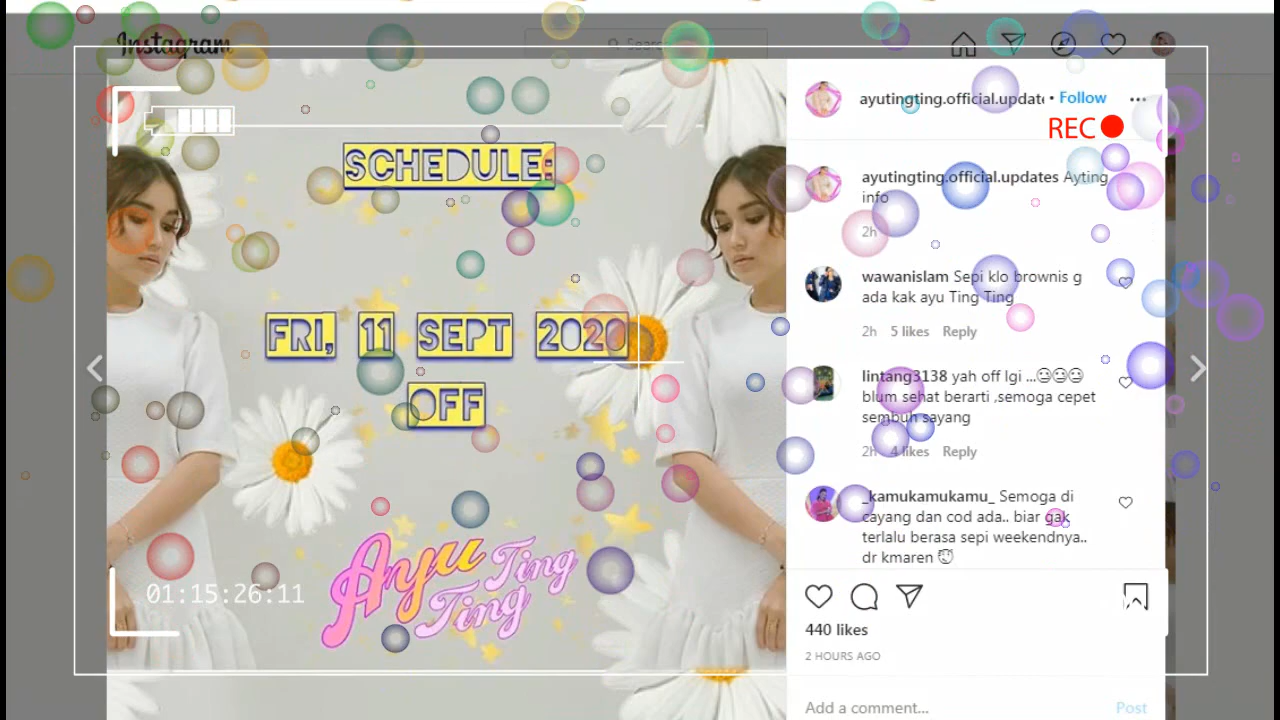 Instagram
Search
SCHEDULE:
FRI, 11 SEPT 2020
OFF
Ayu Ting
Ting
01:15:26:11
ayutingting.official.update • Follow
REC
ayutingting.official.updates Ayting
info
2h
wawanislam Sepi klo brownis g
ada kak ayu Ting Ting
2h 5 likes Reply
lintang3138 yah off lgi ...
blum sehat berarti ,semoga cepet
sembuh sayang
2h 4 likes Reply
_kamukamukamu_ Semoga di
cayang dan cod ada.. biar gak
terlalu berasa sepi weekendnya..
dr kmaren
440 likes
2 HOURS AGO
Add a comment... Post